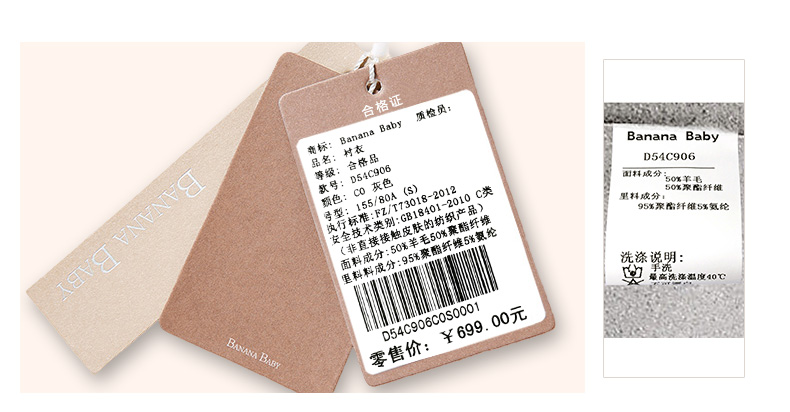 BANANA BABY
BANANA BABY
合格证
商标: Banana Baby 质检员:
品名: 衬衣
等级: 合格品
款号: D54C906
颜色: C0 灰色
号型: 155/80A (S)
执行标准:FZ/T73018-2012
安全技术类别:GB18401-2010 C类
(非直接接触皮肤的纺织产品)
面料成分:50%羊毛50%聚酯纤维
里料料成分:95%聚酯纤维5%氨纶
D54C906C0S0001
零售价: ¥699.00元
Banana Baby
D54C906
面料成分:50%羊毛
50%聚酯纤维
里料成分:
95%聚酯纤维5%氨纶
洗涤说明:
手洗
最高洗涤温度40℃